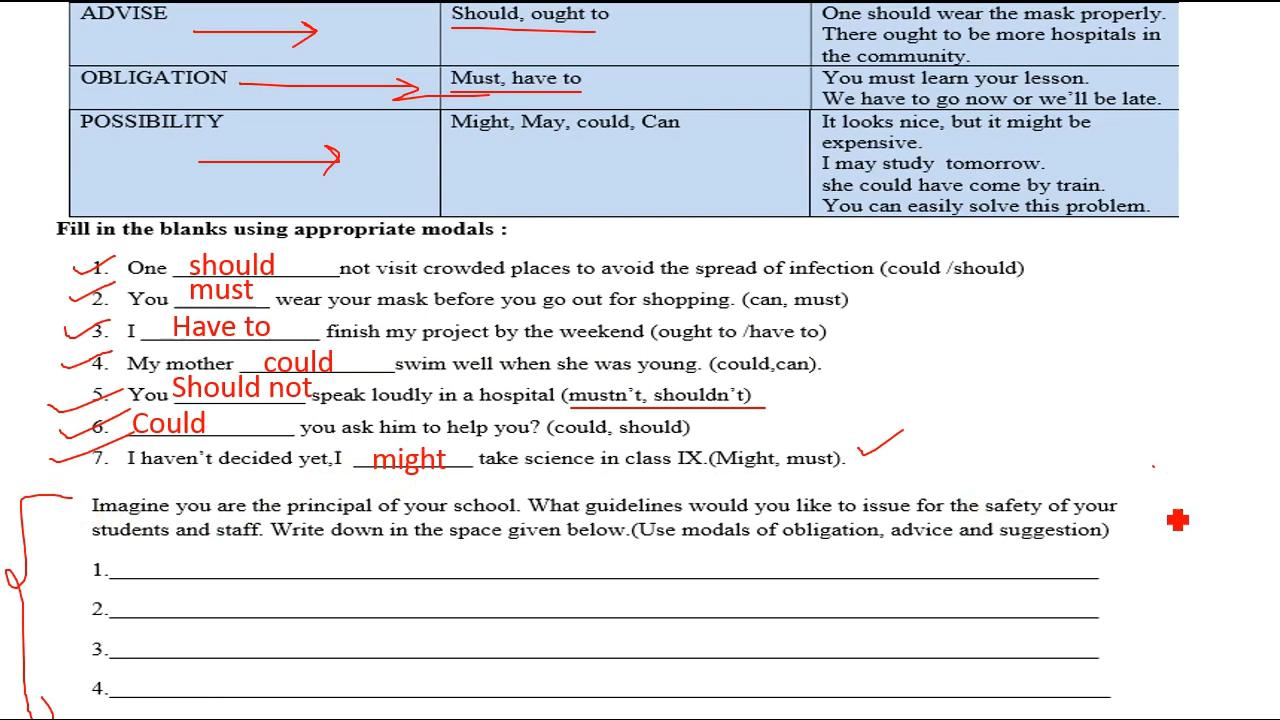 ADVISE Should, ought to One should wear the mask properly.
There ought to be more hospitals in
the community.
OBLIGATION Must, have to You must learn your lesson.
We have to go now or we'll be late.
POSSIBILITY Might, May, could, Can It looks nice, but it might be
expensive.
I may study tomorrow.
she could have come by train.
You can easily solve this problem.
Fill in the blanks using appropriate modals :
1. One should not visit crowded places to avoid the spread of infection (could /should)
2. You must wear your mask before you go out for shopping. (can, must)
3. I Have to finish my project by the weekend (ought to /have to)
4. My mother could swim well when she was young. (could,can).
5. You Should not speak loudly in a hospital (mustn't, shouldn't)
6. Could you ask him to help you? (could, should)
7. I haven't decided yet,I might take science in class IX.(Might, must).
Imagine you are the principal of your school. What guidelines would you like to issue for the safety of your
students and staff. Write down in the space given below.(Use modals of obligation, advice and suggestion)
1.
2.
3.
4.